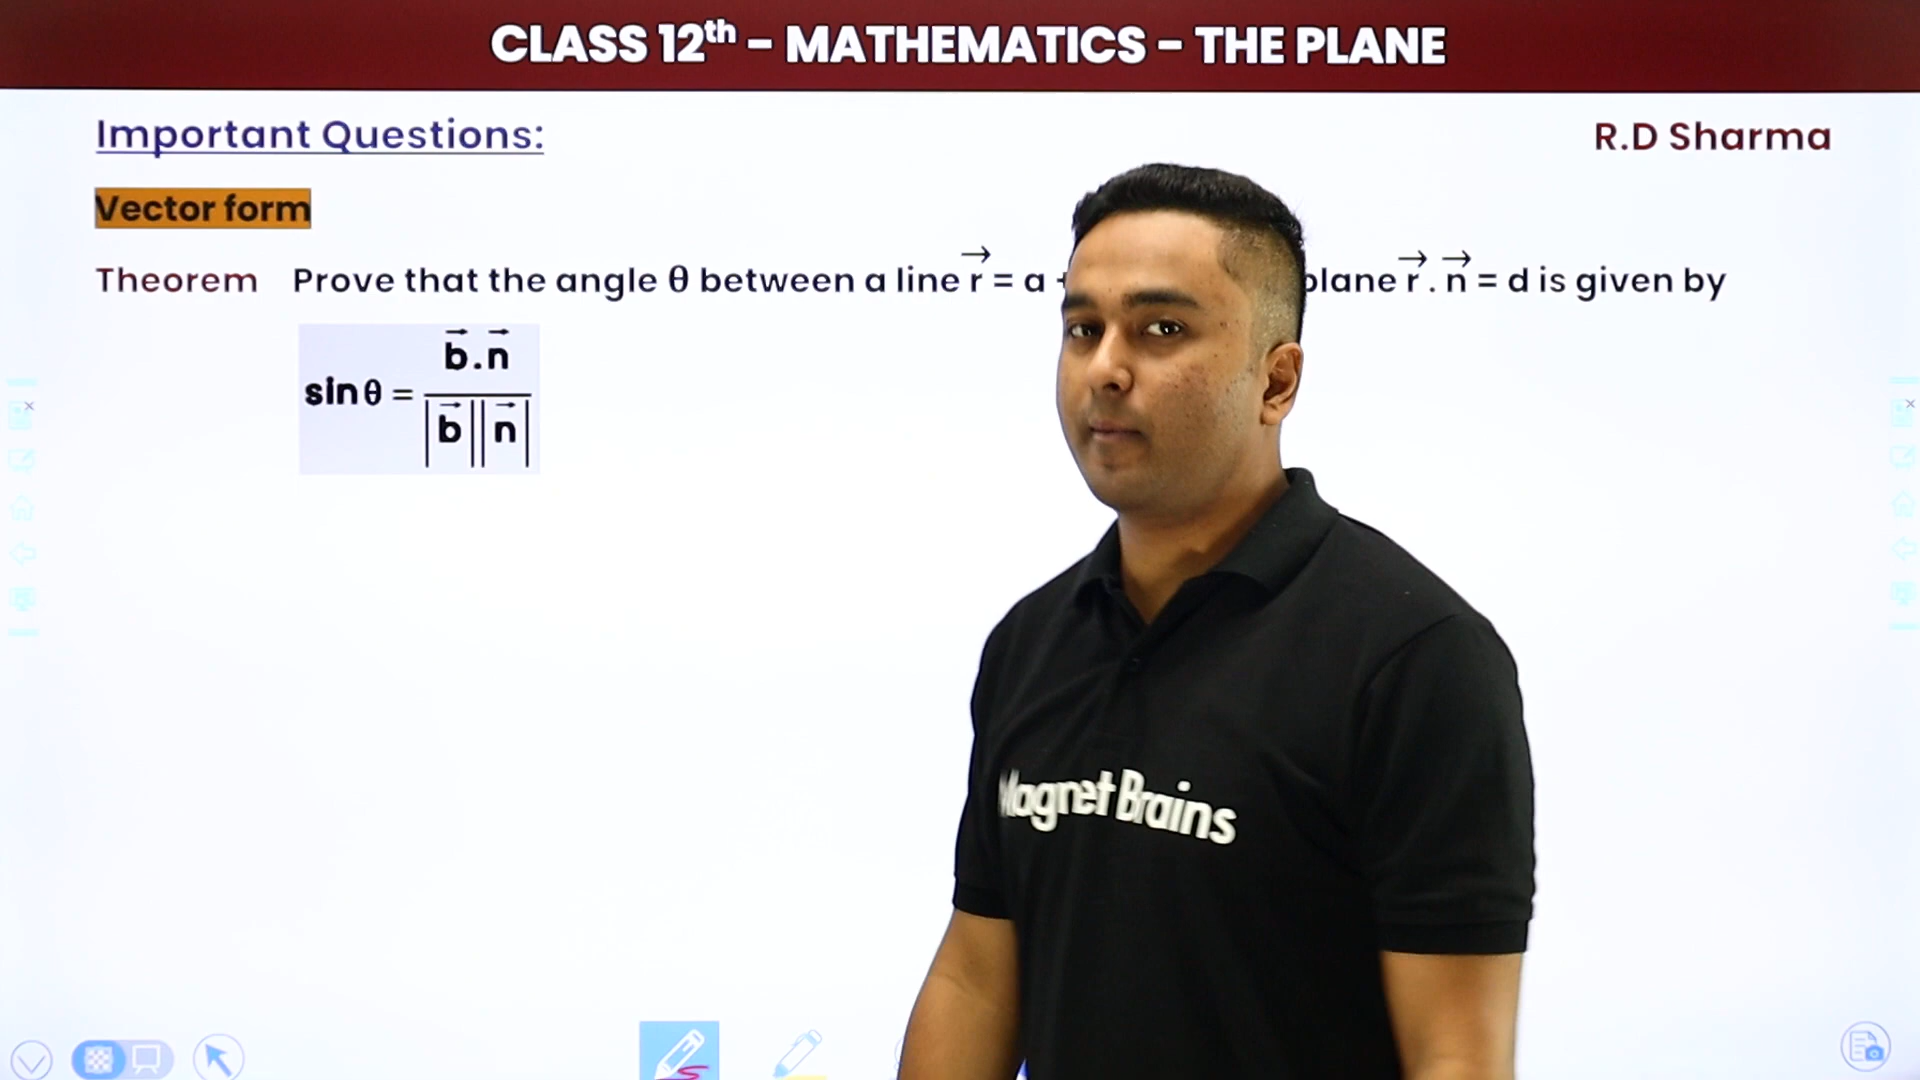 CLASS 12th - MATHEMATICS - THE PLANE
Important Questions:
R.D Sharma
Vector form
Theorem Prove that the angle θ between a line r⃗ = a + plane r⃗ . n⃗ = d is given by
sin θ = b⃗ . n⃗ / |b⃗| |n⃗|
Magnet Brains